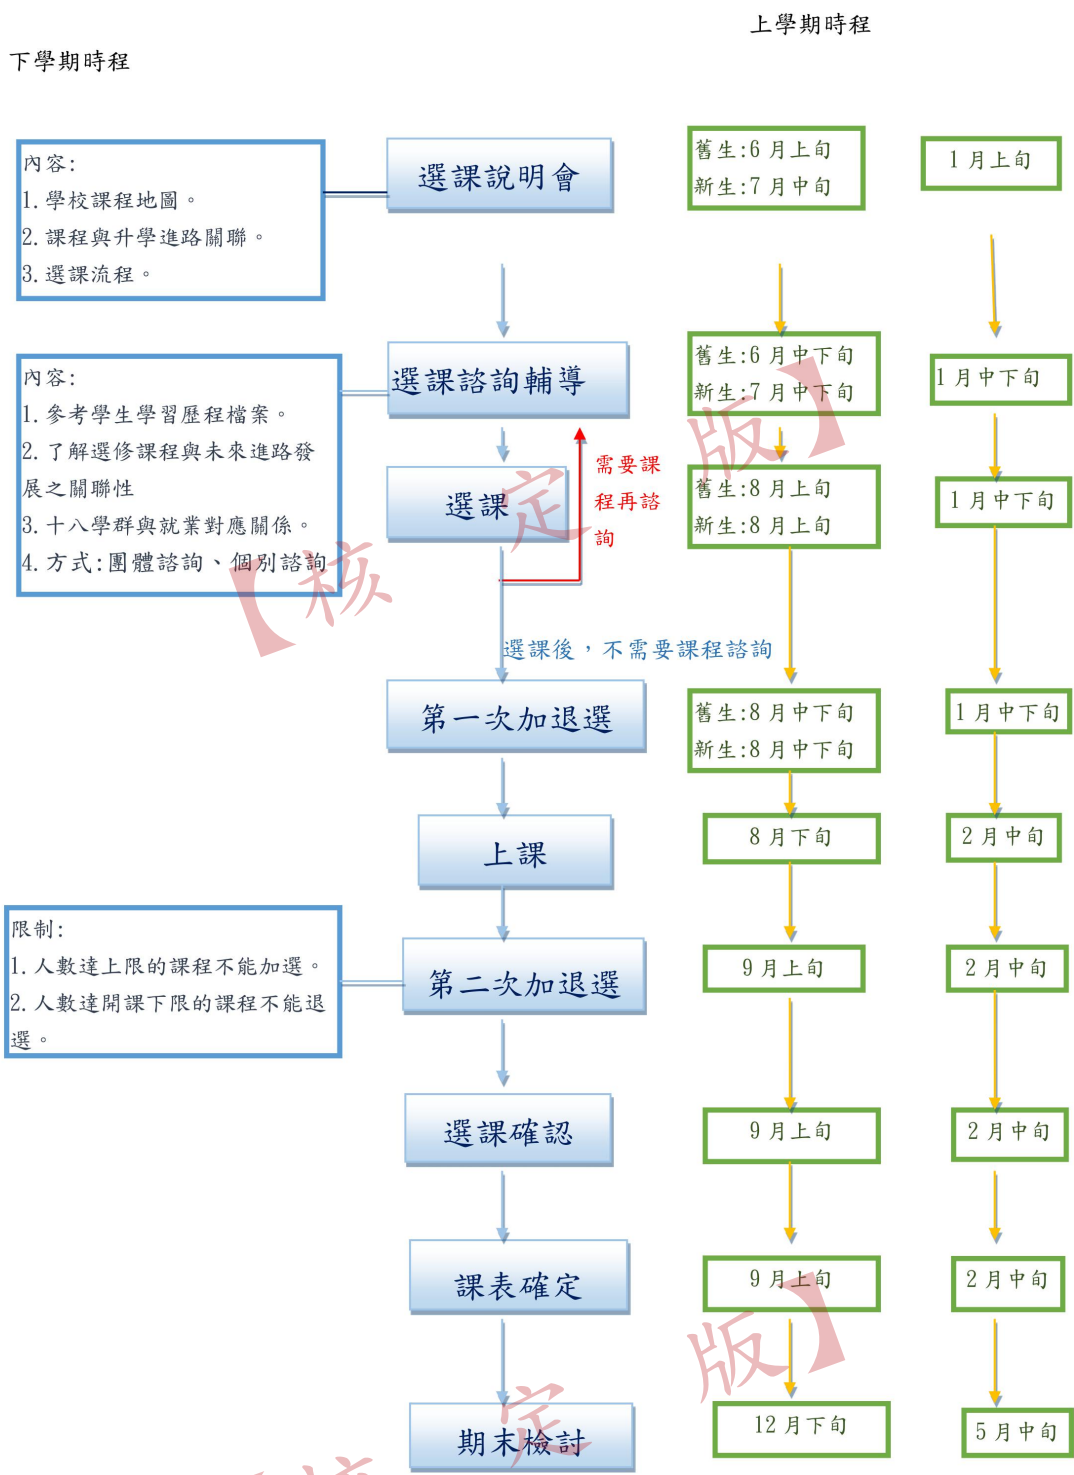 上學期時程
下學期時程
內容:
1.學校課程地圖。
2.課程與升學進路關聯。
3.選課流程。
選課說明會
舊生:6月上旬
新生:7月中旬
1月上旬
內容:
1.參考學生學習歷程檔案。
2.了解選修課程與未來進路發
展之關聯性
3.十八學群與就業對應關係。
4.方式:團體諮詢、個別諮詢
選課諮詢輔導
舊生:6月中下旬
新生:7月中下旬
1月中下旬
需要課
程再諮
詢
選課
舊生:8月上旬
新生:8月上旬
1月中下旬
【核定版】
選課後，不需要課程諮詢
第一次加退選
舊生:8月中下旬
新生:8月中下旬
1月中下旬
上課
8月下旬
2月中旬
限制:
1.人數達上限的課程不能加選。
2.人數達開課下限的課程不能退
選。
第二次加退選
9月上旬
2月中旬
選課確認
9月上旬
2月中旬
課表確定
9月上旬
2月中旬
期末檢討
12月下旬
5月中旬
核定版】